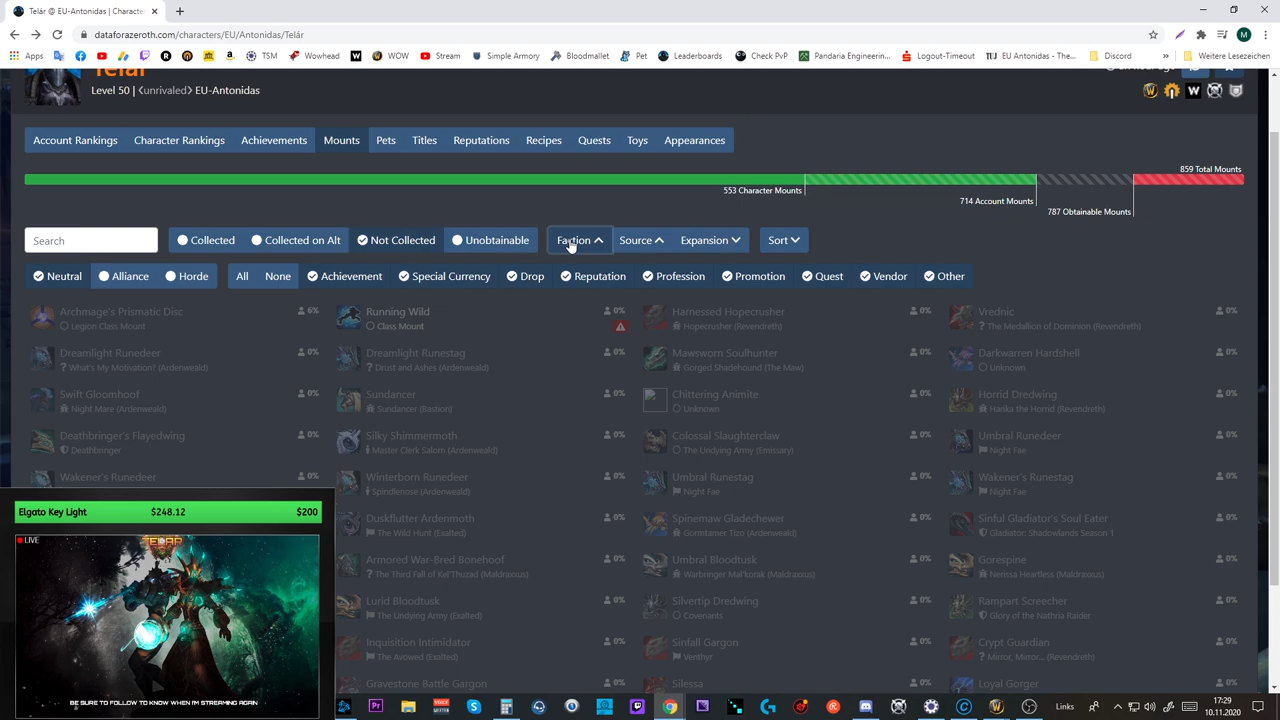 Telár @ EU-Antonidas | Characte
dataforazeroth.com/characters/EU/Antonidas/Telár
Apps
TSM
Wowhead
WOW
Stream
Simple Armory
Bloodmallet
Pet
Leaderboards
Check PvP
Pandaria Engineerin...
Logout-Timeout
EU Antonidas - The...
Discord
»
Weitere Lesezeichen
Telár
Level 50 | <unrivaled> EU-Antonidas
Account Rankings Character Rankings Achievements Mounts Pets Titles Reputations Recipes Quests Toys Appearances
859 Total Mounts
553 Character Mounts
714 Account Mounts
787 Obtainable Mounts
Search Collected Collected on Alt Not Collected Unobtainable Faction Source Expansion Sort
Neutral Alliance Horde All None Achievement Special Currency Drop Reputation Profession Promotion Quest Vendor Other
Archmage's Prismatic Disc 6% Running Wild 0% Harnessed Hopecrusher 0% Vrednic 0%
Legion Class Mount Class Mount Hopecrusher (Revendreth) ? The Medallion of Dominion (Revendreth)
Dreamlight Runedeer 0% Dreamlight Runestag 0% Mawsworn Soulhunter 0% Darkwarren Hardshell 0%
? What's My Motivation? (Ardenweald) ? Drust and Ashes (Ardenweald) Gorged Shadehound (The Maw) Unknown
Swift Gloomhoof 0% Sundancer 0% Chittering Animite 0% Horrid Dredwing 0%
Night Mare (Ardenweald) Sundancer (Bastion) Unknown Harika the Horrid (Revendreth)
Deathbringer's Flayedwing 0% Silky Shimmermoth 0% Colossal Slaughterclaw 0% Umbral Runedeer 0%
Deathbringer Master Clerk Salorn (Ardenweald) The Undying Army (Emissary) Night Fae
Wakener's Runedeer 0% Winterborn Runedeer 0% Umbral Runestag 0% Wakener's Runestag 0%
Spindlenose (Ardenweald) Night Fae Night Fae
Duskflutter Ardenmoth 0% Spinemaw Gladechewer 0% Sinful Gladiator's Soul Eater 0%
The Wild Hunt (Exalted) Gormtamer Tizo (Ardenweald) Gladiator: Shadowlands Season 1
Armored War-Bred Bonehoof 0% Umbral Bloodtusk 0% Gorespine 0%
? The Third Fall of Kel'Thuzad (Maldraxxus) Warbringer Mal'korak (Maldraxxus) Nerissa Heartless (Maldraxxus)
Lurid Bloodtusk 0% Silvertip Dredwing 0% Rampart Screecher 0%
The Undying Army (Exalted) Covenants Glory of the Nathria Raider
Inquisition Intimidator 0% Sinfall Gargon 0% Crypt Guardian 0%
The Avowed (Exalted) Venthyr ? Mirror, Mirror... (Revendreth)
Gravestone Battle Gargon 0% Silessa 0% Loyal Gorger 0%
Elgato Key Light $248.12 $200
LIVE
TELAR
BE SURE TO FOLLOW TO KNOW WHEN I'M STREAMING AGAIN
Links
17:29
10.11.2020